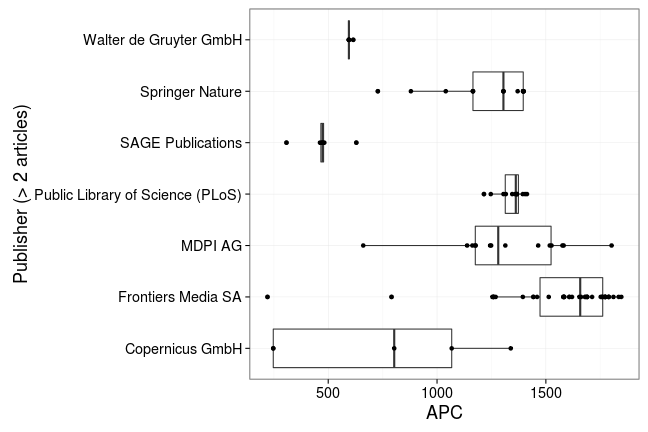 Publisher (> 2 articles)
Walter de Gruyter GmbH
Springer Nature
SAGE Publications
Public Library of Science (PLoS)
MDPI AG
Frontiers Media SA
Copernicus GmbH
500 1000 1500
APC